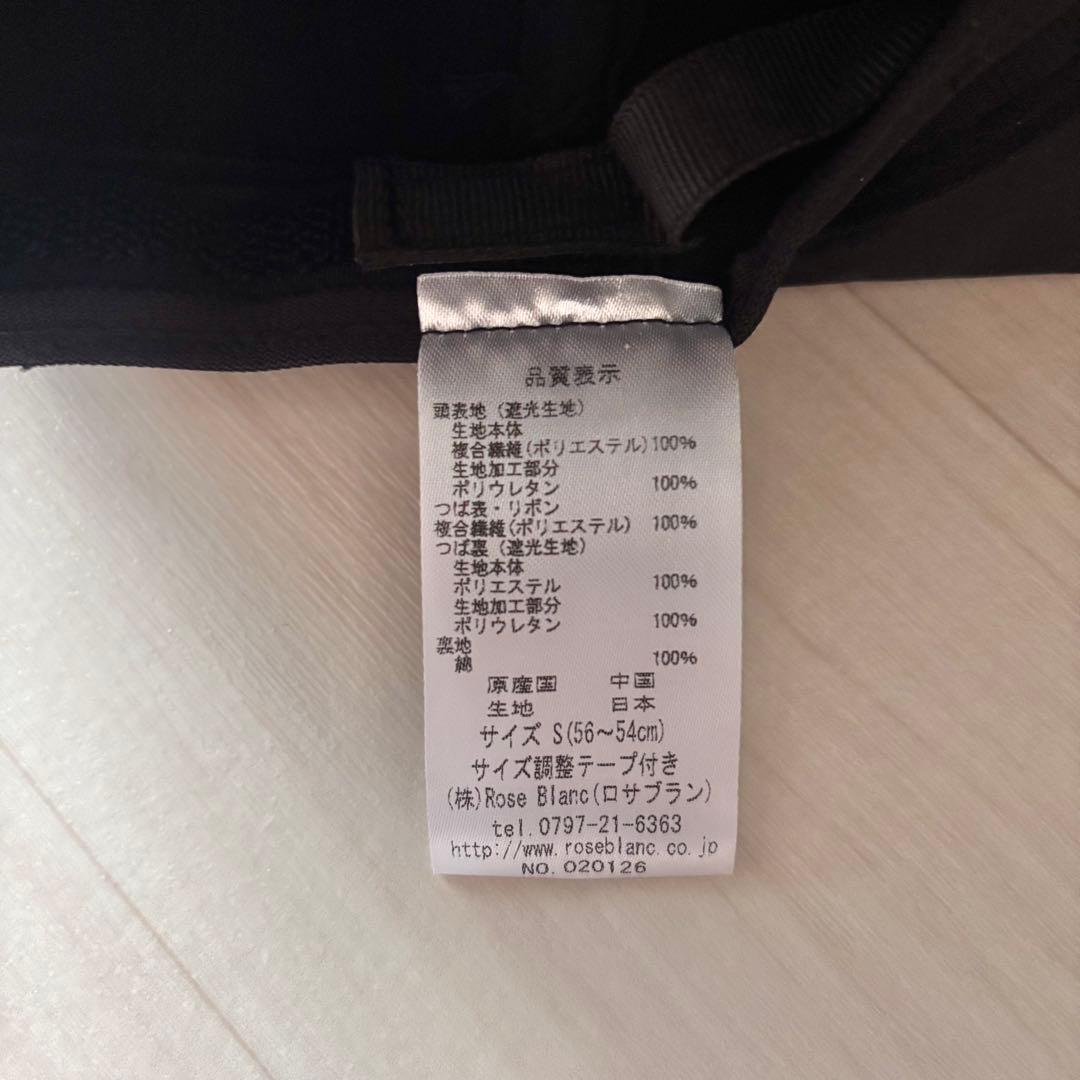 品質表示
頭表地(遮光生地)
生地本体
複合繊維(ポリエステル)100%
生地加工部分
ポリウレタン 100%
つば表・リボン
複合繊維(ポリエステル) 100%
つば裏(遮光生地)
生地本体
ポリエステル 100%
生地加工部分
ポリウレタン 100%
裏地
綿 100%
原産国 中国
生地 日本
サイズ S(56～54cm)
サイズ調整テープ付き
(株)Rose Blanc(ロサブラン)
tel.0797-21-6363
http://www.roseblanc.co.jp
NO.020126